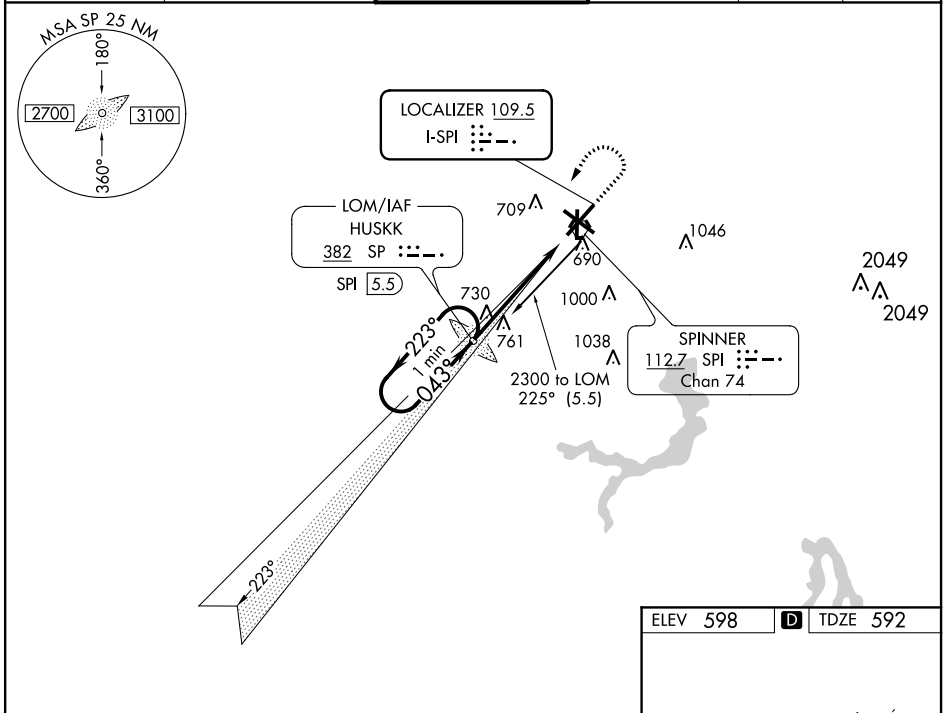 MSA SP 25 NM
180°
2700
3100
360°
LOCALIZER 109.5
I-SPI
LOM/IAF
HUSKK
382 SP
SPI 5.5
709
1046
690
2049
2049
730
1000
761
1038
SPINNER
112.7 SPI
Chan 74
223°
1 min
043°
2300 to LOM
225° (5.5)
223°
ELEV 598 D TDZE 592